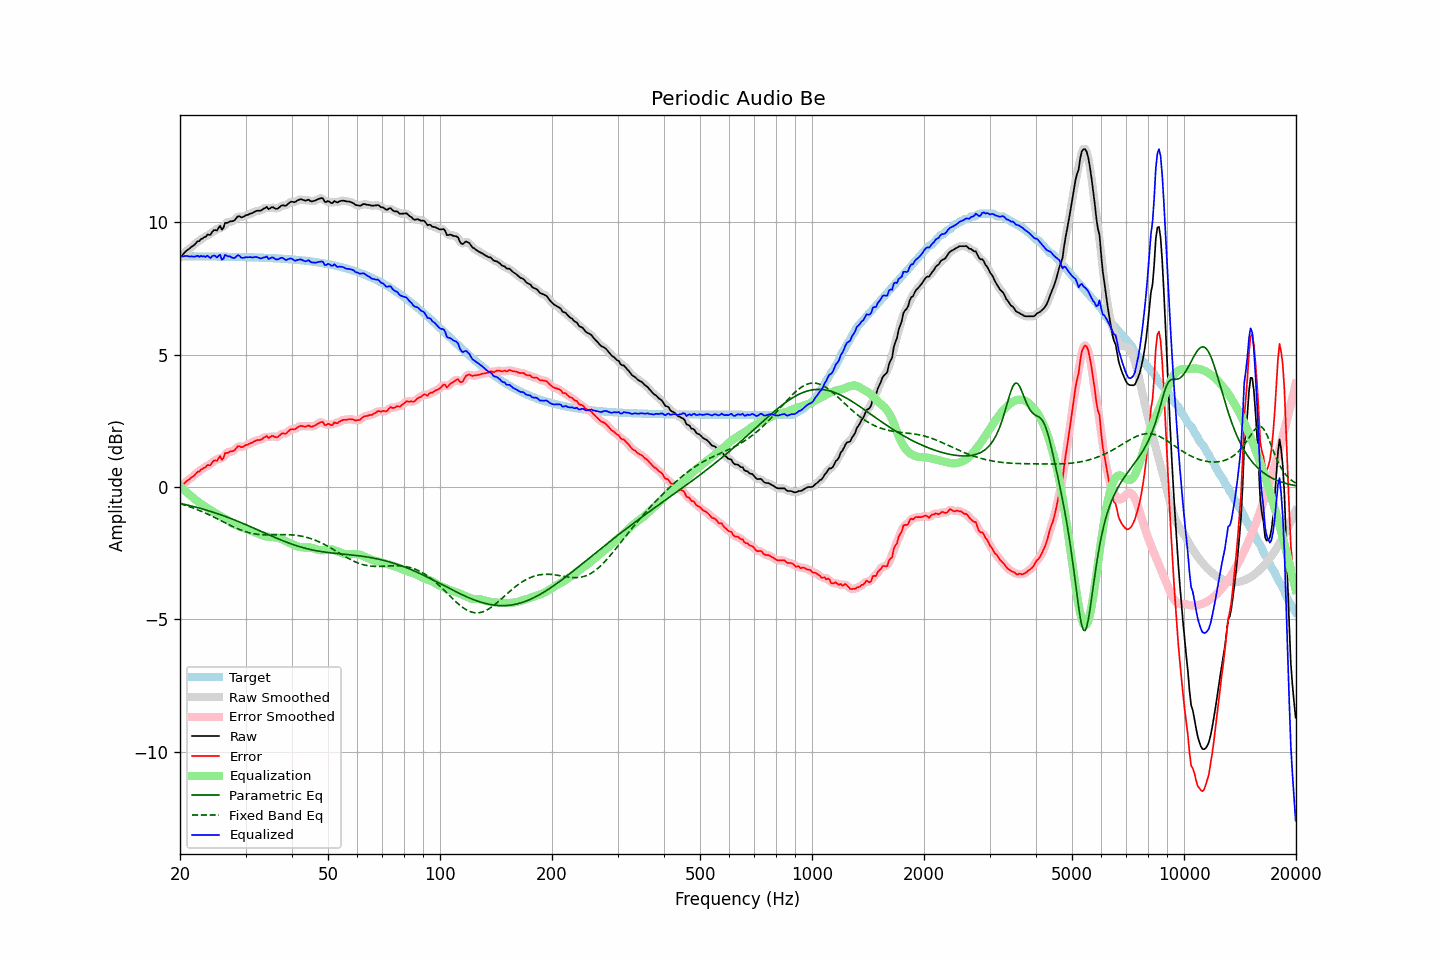 Periodic Audio Be
Amplitude (dBr)
10
5
0
−5
−10
Target
Raw Smoothed
Error Smoothed
Raw
Error
Equalization
Parametric Eq
Fixed Band Eq
Equalized
20 50 100 200 500 1000 2000 5000 10000 20000
Frequency (Hz)